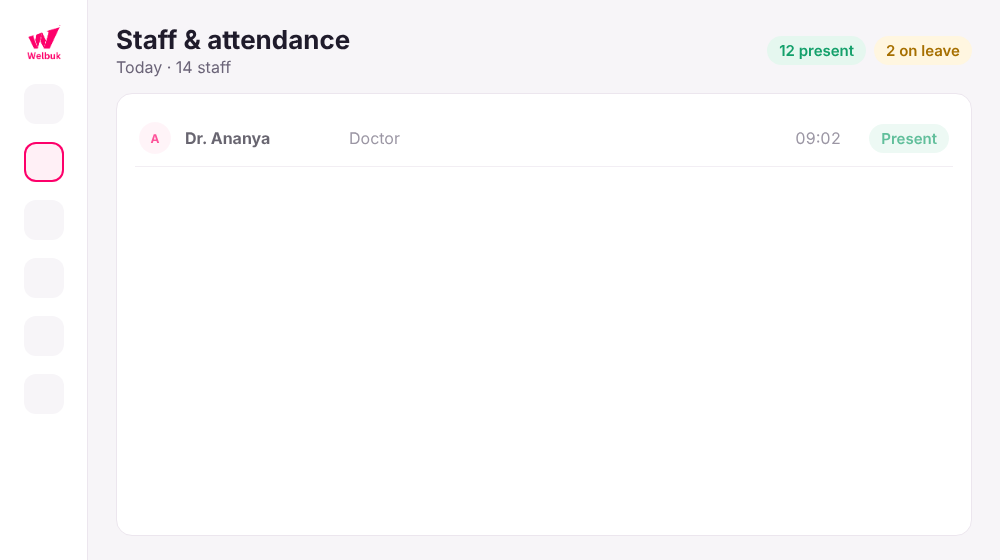 Welbuk
Staff & attendance
Today · 14 staff
12 present
2 on leave
A
Dr. Ananya
Doctor
09:02
Present